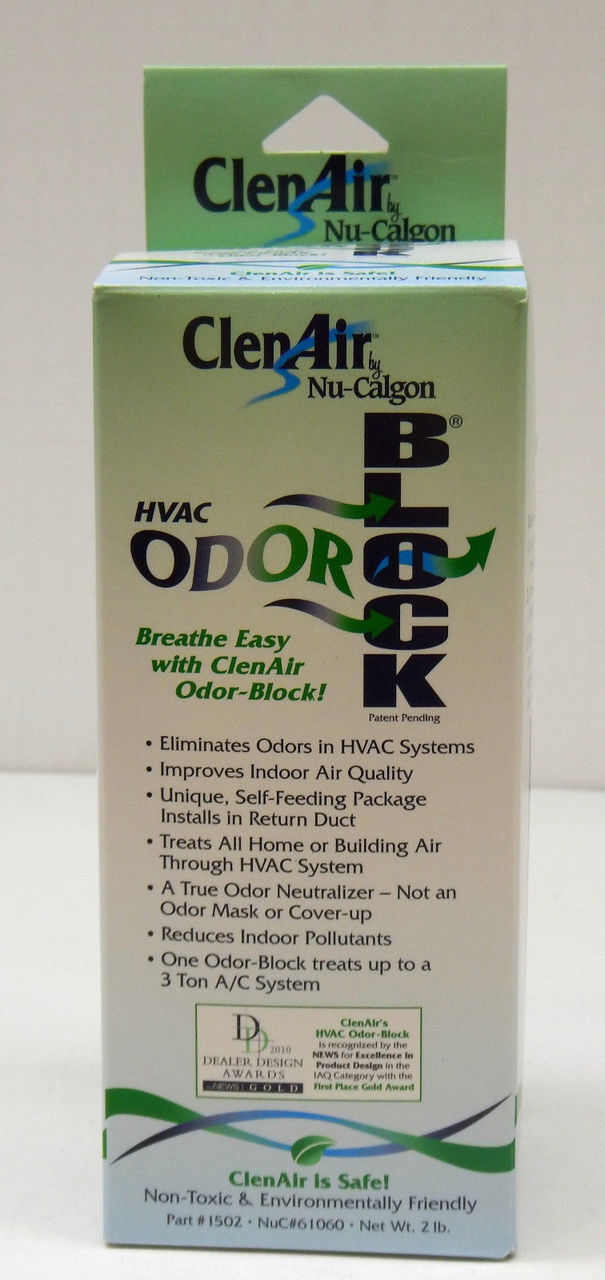 ClenAir™
by
Nu-Calgon
ClenAir is Safe!
Non-Toxic & Environmentally Friendly
ClenAir™
by
Nu-Calgon
HVAC
ODOR
BLOCK®
Breathe Easy
with ClenAir
Odor-Block!
Patent Pending
• Eliminates Odors in HVAC Systems
• Improves Indoor Air Quality
• Unique, Self-Feeding Package
Installs in Return Duct
• Treats All Home or Building Air
Through HVAC System
• A True Odor Neutralizer – Not an
Odor Mask or Cover-up
• Reduces Indoor Pollutants
• One Odor-Block treats up to a
3 Ton A/C System
DD 2010
DEALER DESIGN
AWARDS
NEWS | GOLD
ClenAir's
HVAC Odor-Block
is recognized by the
NEWS for Excellence in
Product Design in the
IAQ Category with the
First Place Gold Award
ClenAir is Safe!
Non-Toxic & Environmentally Friendly
Part #1502 • NuC#61060 • Net Wt. 2 lb.